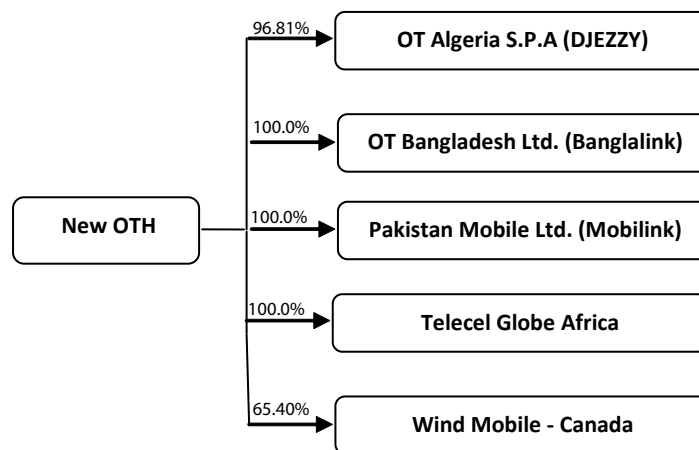 96.81%
OT Algeria S.P.A (DJEZZY)
100.0%
OT Bangladesh Ltd. (Banglalink)
New OTH
100.0%
Pakistan Mobile Ltd. (Mobilink)
100.0%
Telecel Globe Africa
65.40%
Wind Mobile - Canada